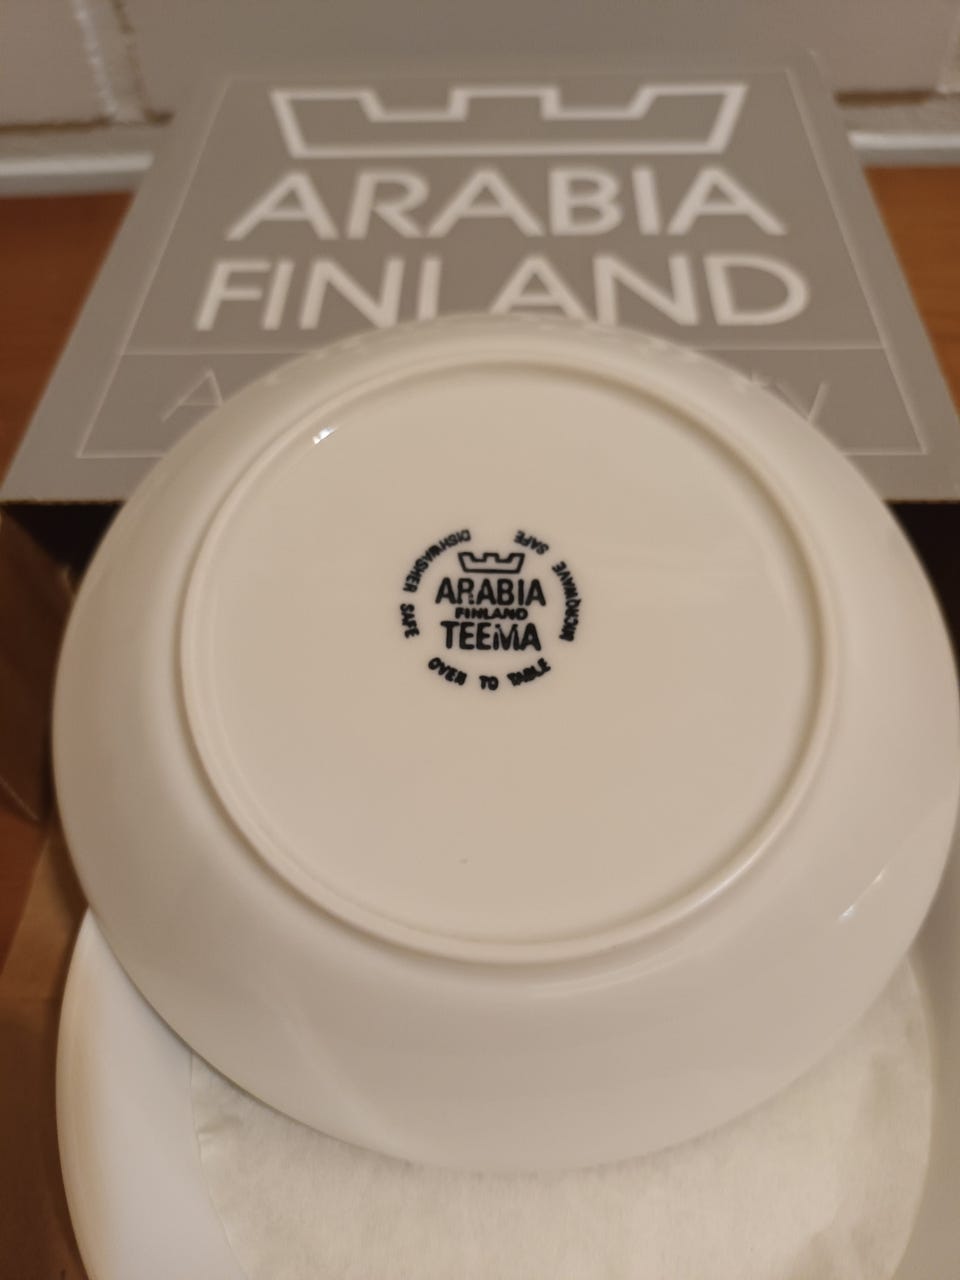 ARABIA
FINLAND
DISHWASHER SAFE
MICROWAVE SAFE
ARABIA
FINLAND
TEEMA
OVEN TO TABLE